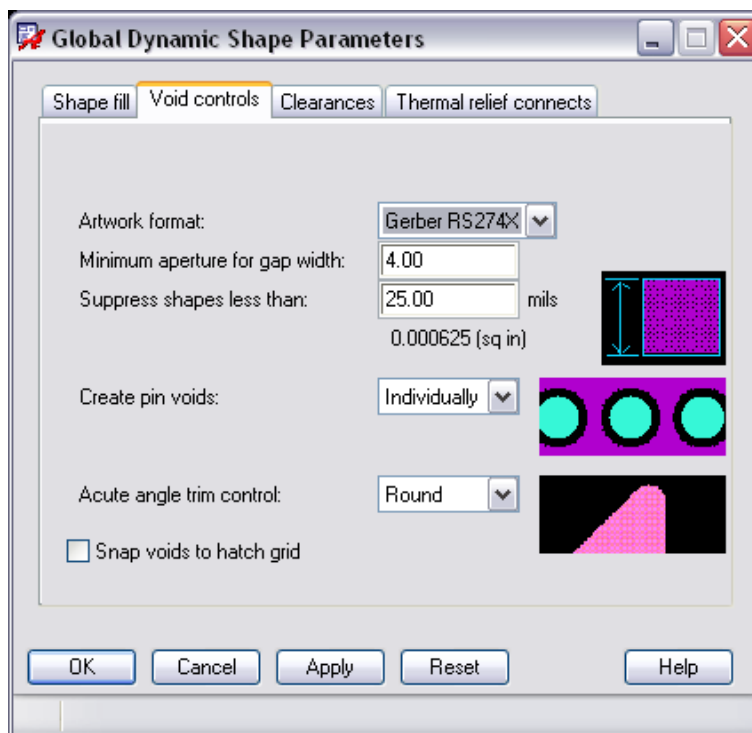 Global Dynamic Shape Parameters
Shape fill Void controls Clearances Thermal relief connects
Artwork format: Gerber RS274X
Minimum aperture for gap width: 4.00
Suppress shapes less than: 25.00 mils
0.000625 (sq in)
Create pin voids: Individually
Acute angle trim control: Round
Snap voids to hatch grid
OK Cancel Apply Reset Help